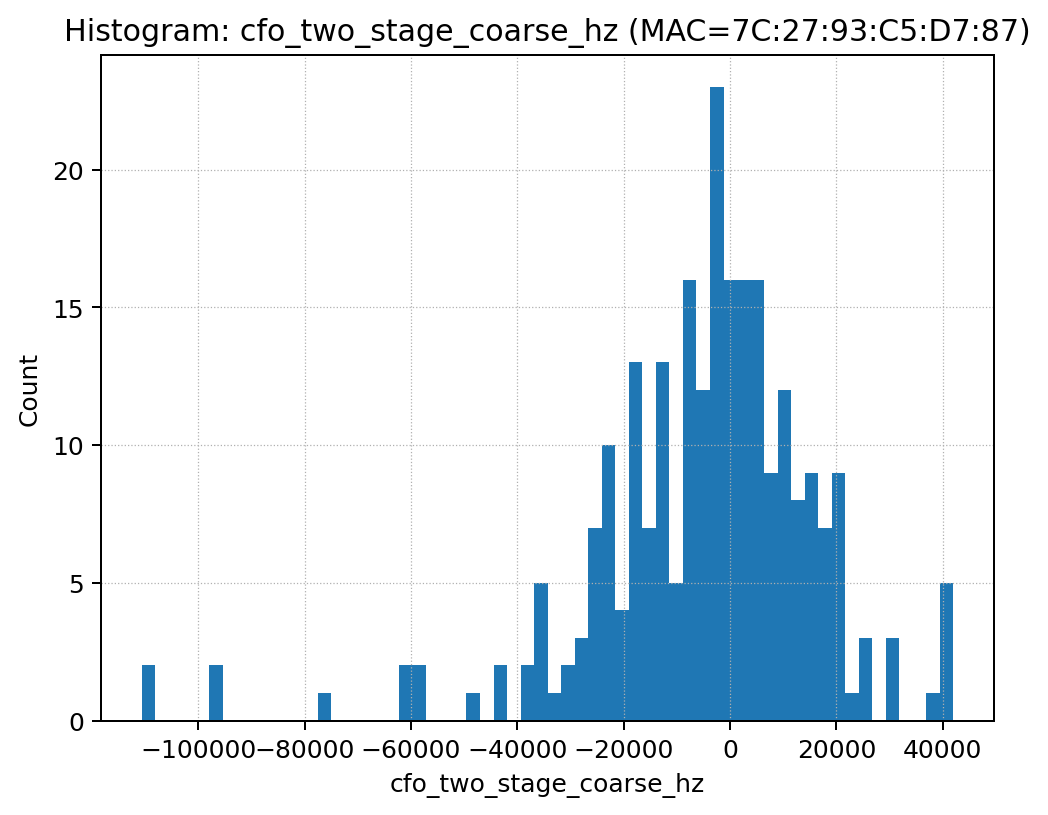 Histogram: cfo_two_stage_coarse_hz (MAC=7C:27:93:C5:D7:87)
20
15
10
5
0
Count
−100000 −80000 −60000 −40000 −20000 0 20000 40000
cfo_two_stage_coarse_hz